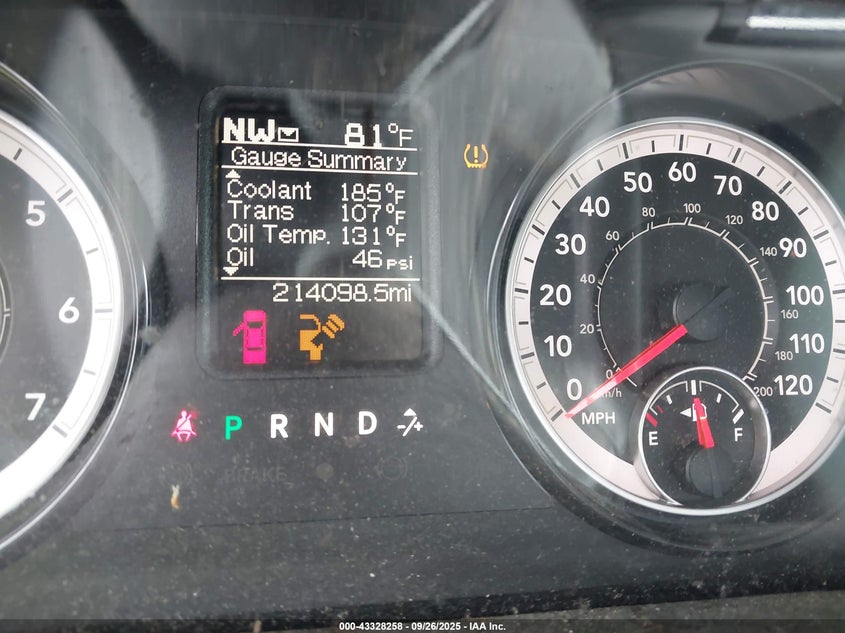 NW 81°F
Gauge Summary
Coolant 185°F
Trans 107°F
Oil Temp. 131°F
Oil 46 psi
214098.5mi
5
6
7
P R N D -/+
BRAKE
0 10 20 30 40 50 60 70 80 90 100 110 120
MPH
0 20 40 60 80 100 120 140 160 180 200
km/h
E F
000-43328258 - 09/26/2025 - IAA Inc.